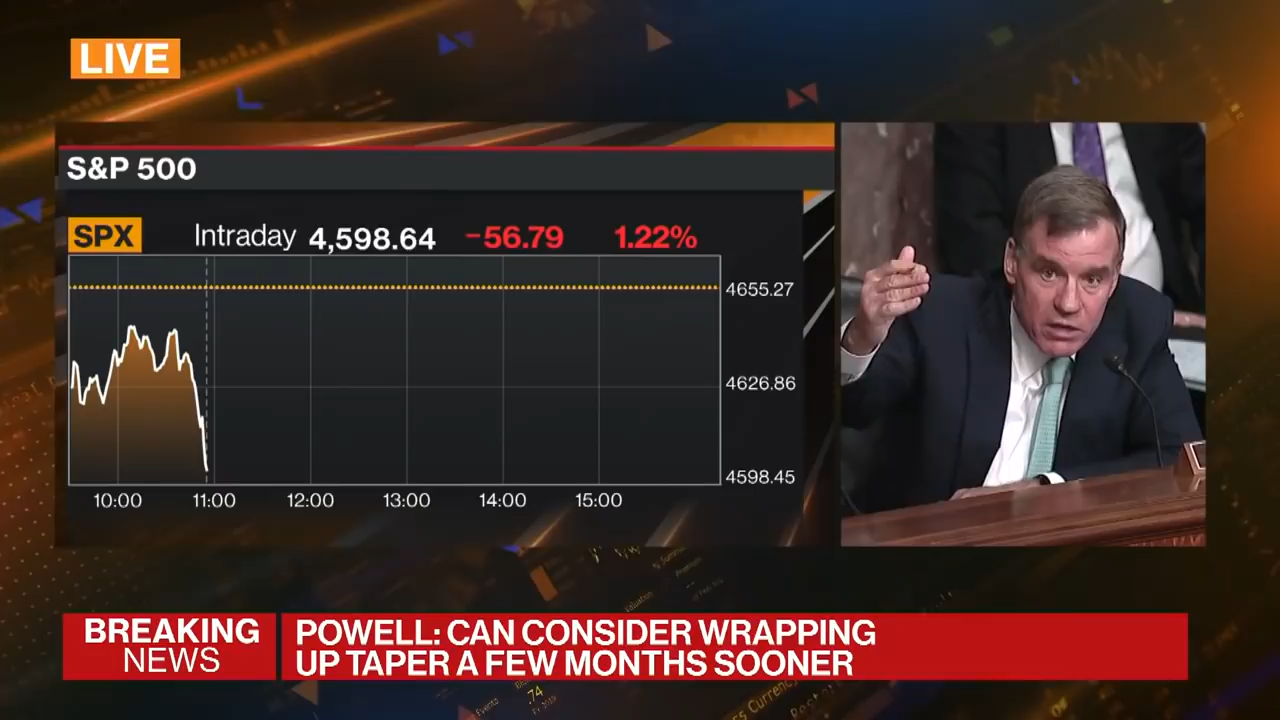 LIVE
S&P 500
SPX Intraday 4,598.64 -56.79 1.22%
4655.27
4626.86
4598.45
10:00 11:00 12:00 13:00 14:00 15:00
BREAKING
NEWS
POWELL: CAN CONSIDER WRAPPING
UP TAPER A FEW MONTHS SOONER
.74